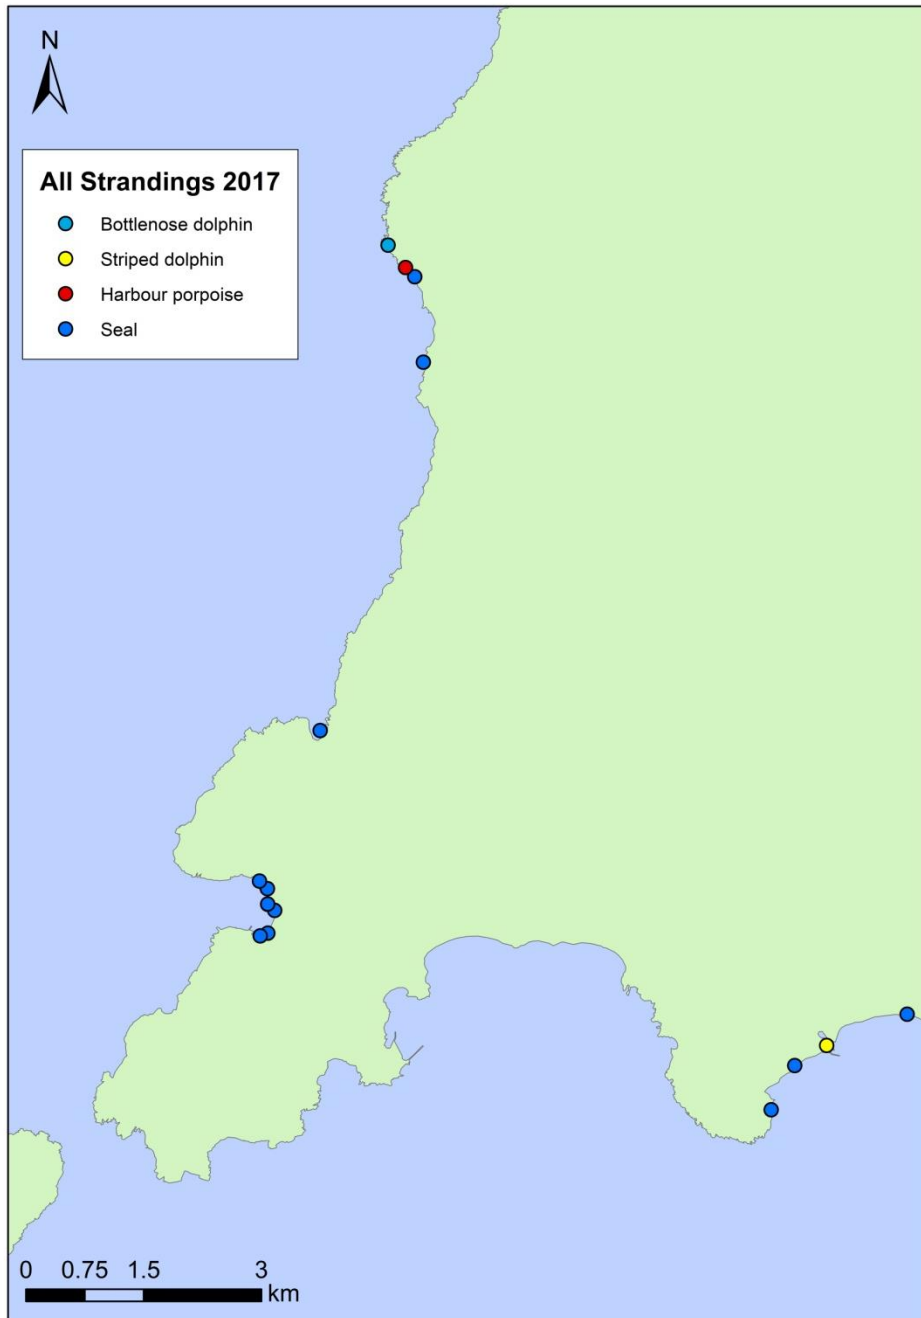 N
All Strandings 2017
Bottlenose dolphin
Striped dolphin
Harbour porpoise
Seal
0 0.75 1.5 3
km